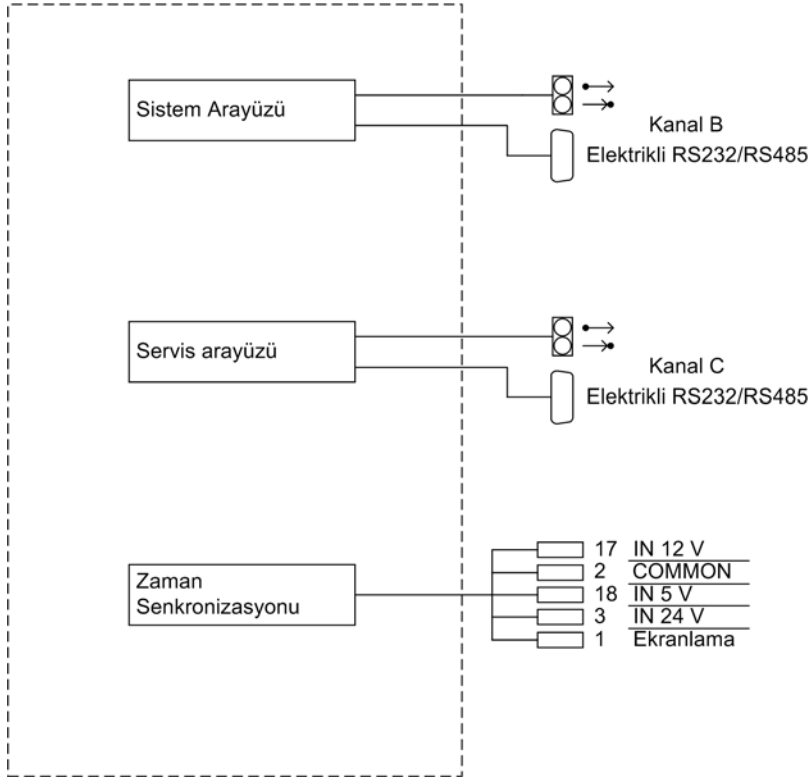 Sistem Arayüzü
Kanal B
Elektrikli RS232/RS485
Servis arayüzü
Kanal C
Elektrikli RS232/RS485
Zaman
Senkronizasyonu
17 IN 12 V
2 COMMON
18 IN 5 V
3 IN 24 V
1 Ekranlama